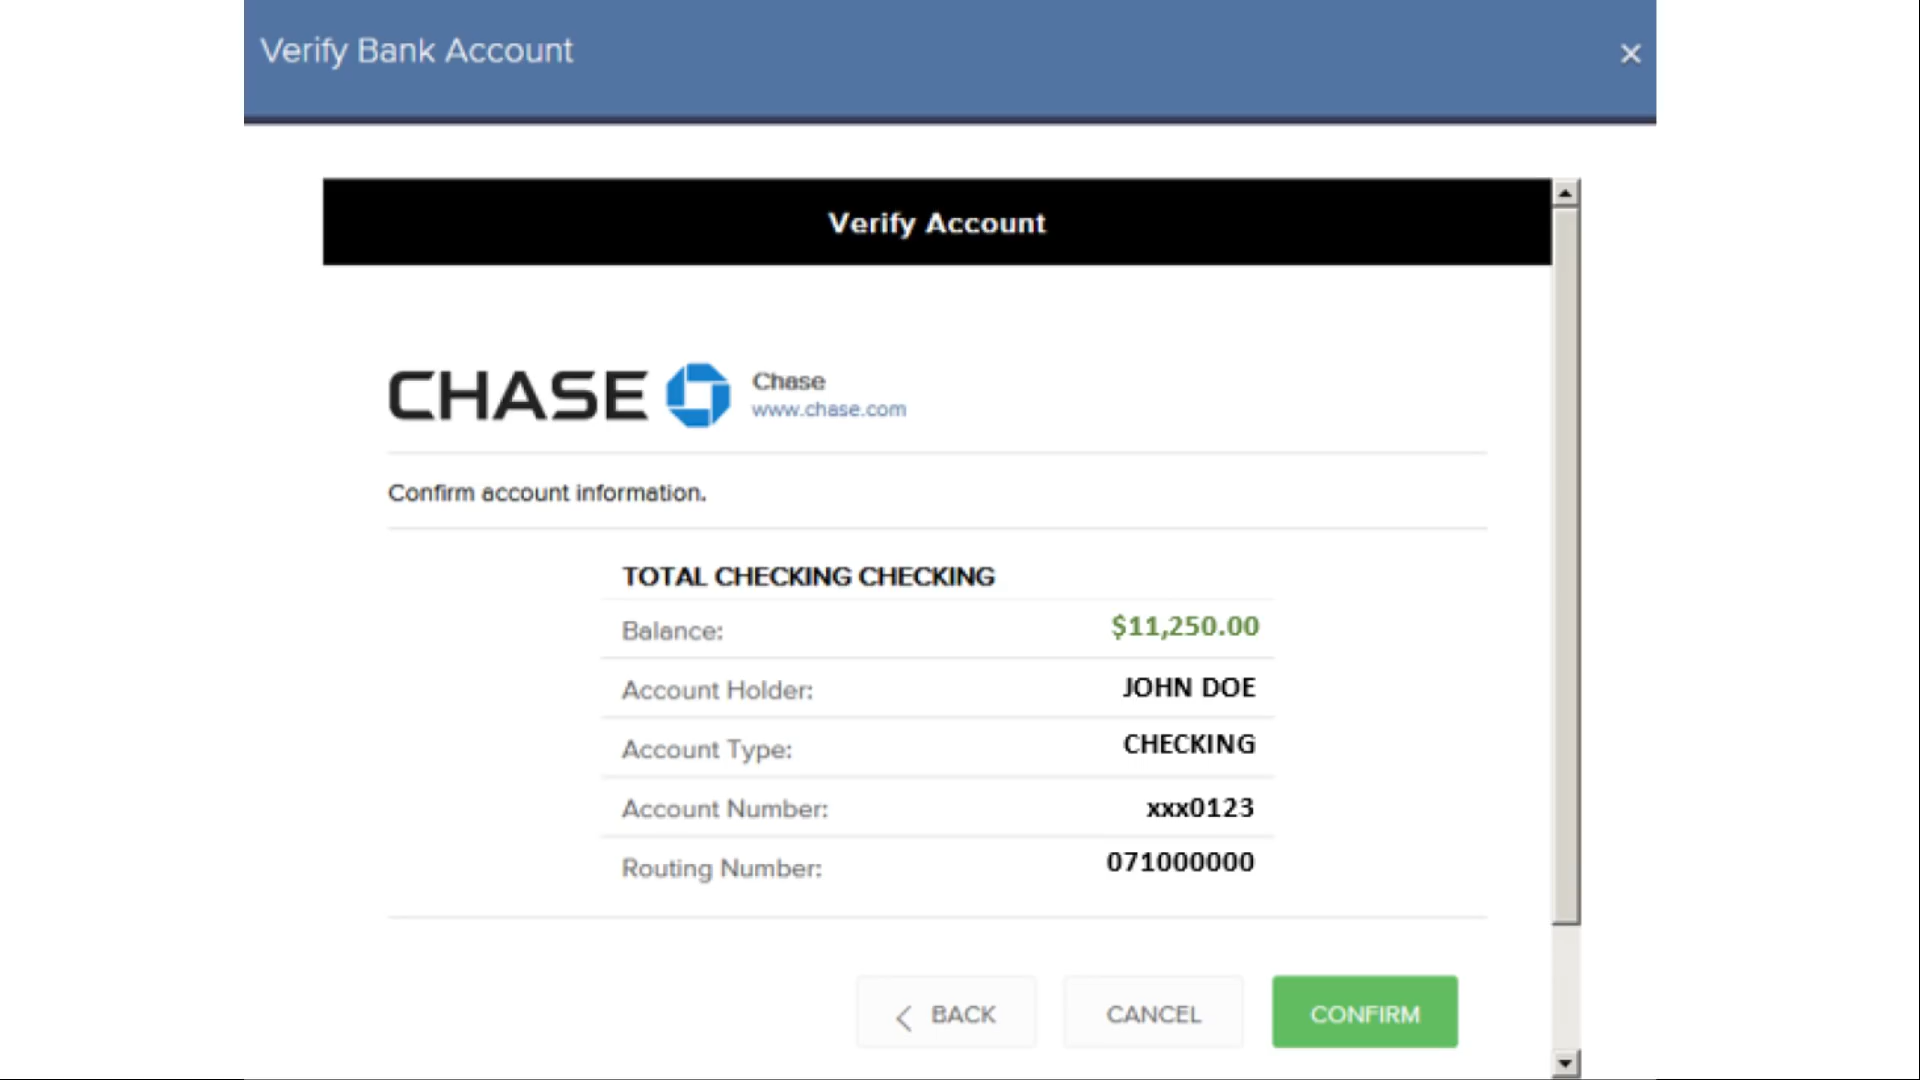 Verify Bank Account
Verify Account
CHASE
Chase
www.chase.com
Confirm account information.
TOTAL CHECKING CHECKING
Balance: $11,250.00
Account Holder: JOHN DOE
Account Type: CHECKING
Account Number: xxx0123
Routing Number: 071000000
BACK CANCEL CONFIRM